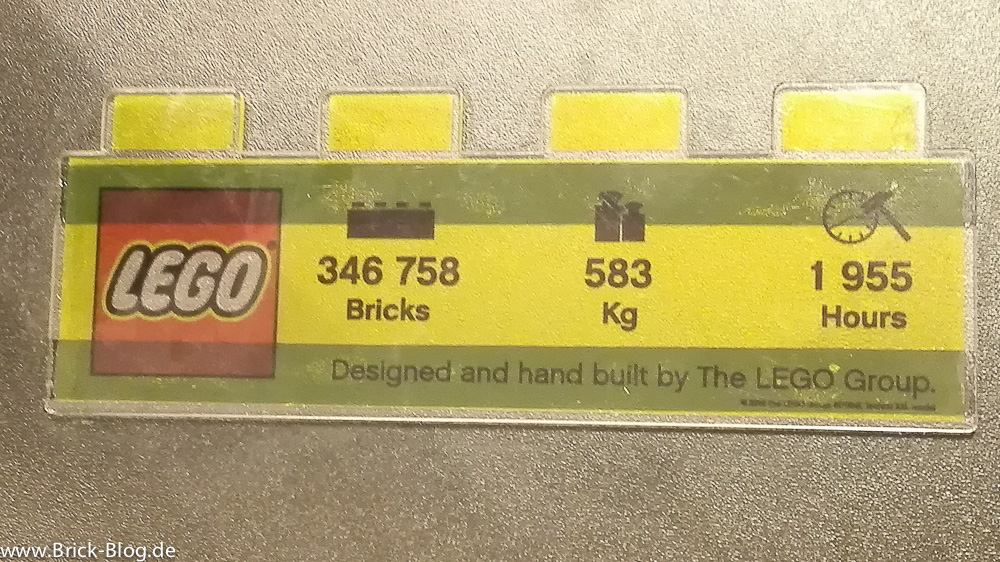 LEGO
346 758
Bricks
583
Kg
1 955
Hours
Designed and hand built by The LEGO Group.
www.Brick-Blog.de